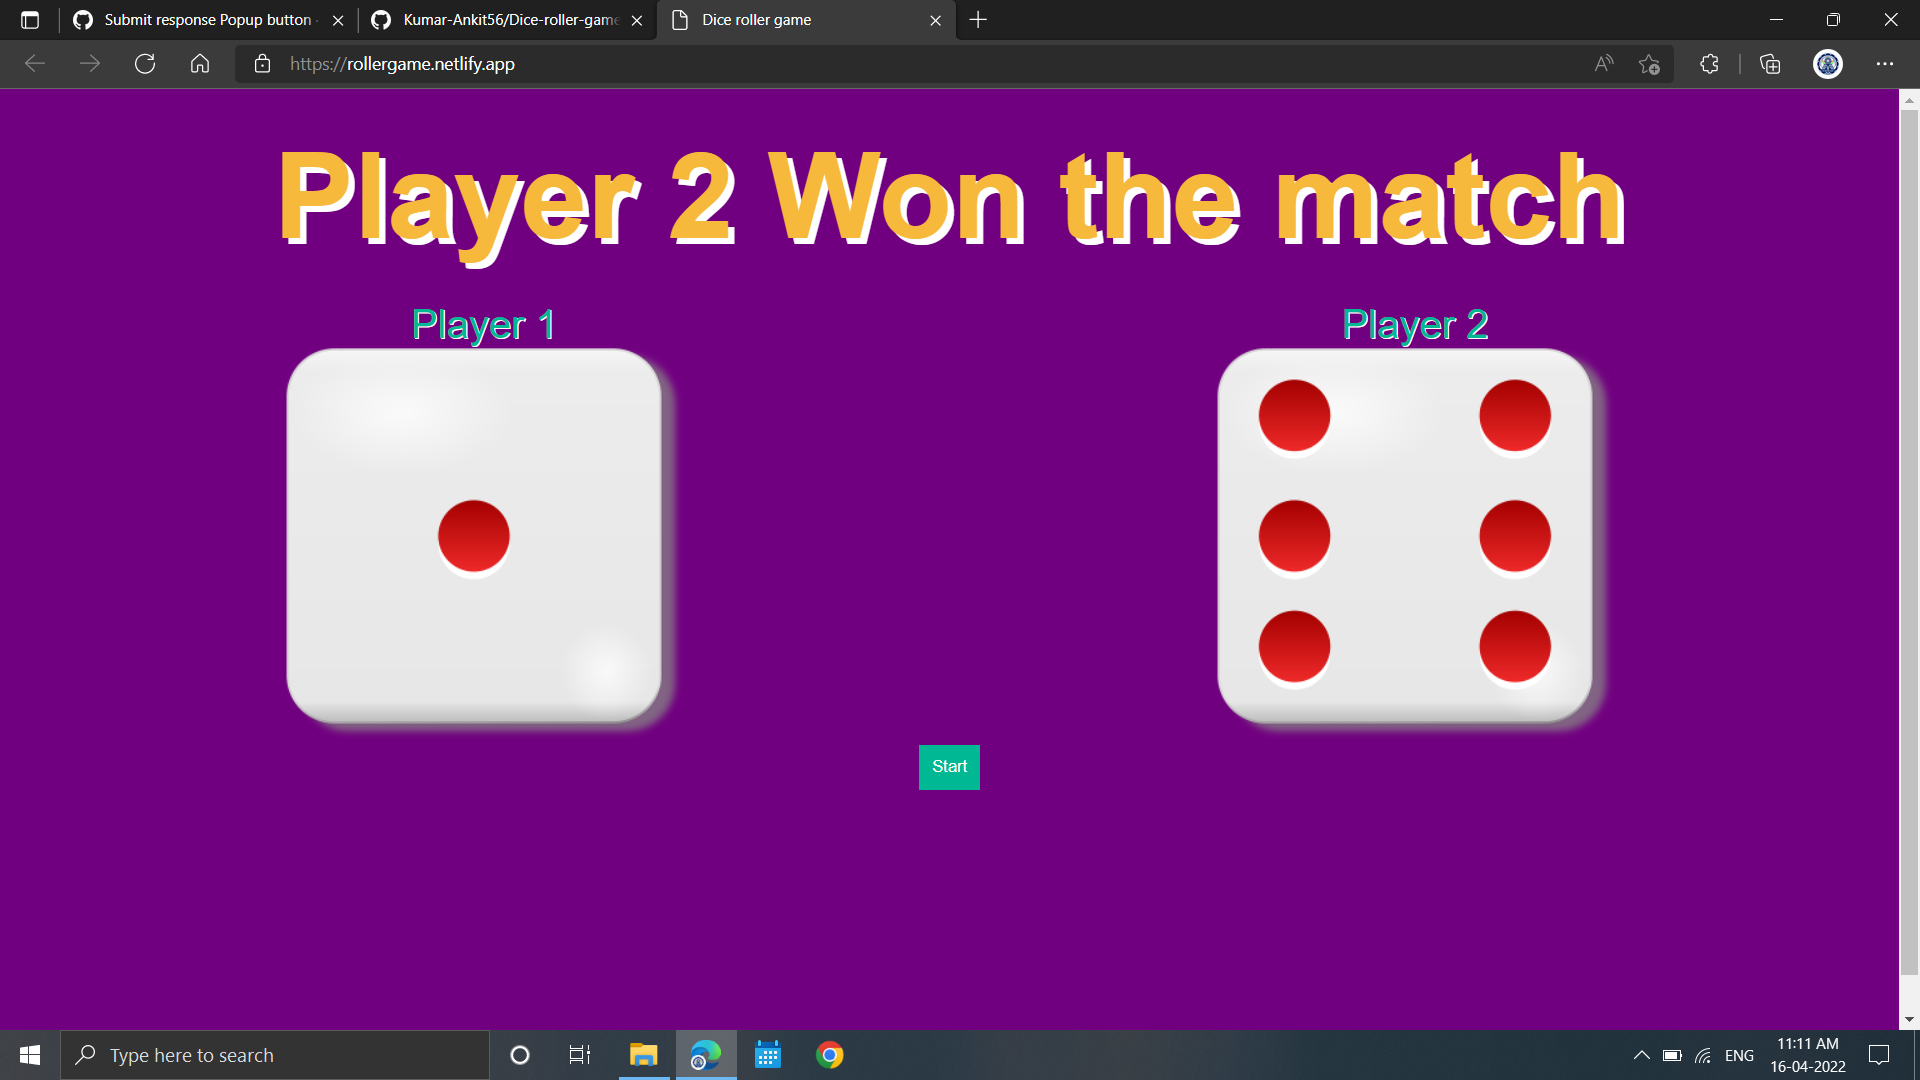 Submit response Popup button
Kumar-Ankit56/Dice-roller-game
Dice roller game
https://rollergame.netlify.app
Player 2 Won the match
Player 1
Player 2
Start
Type here to search
ENG
11:11 AM
16-04-2022